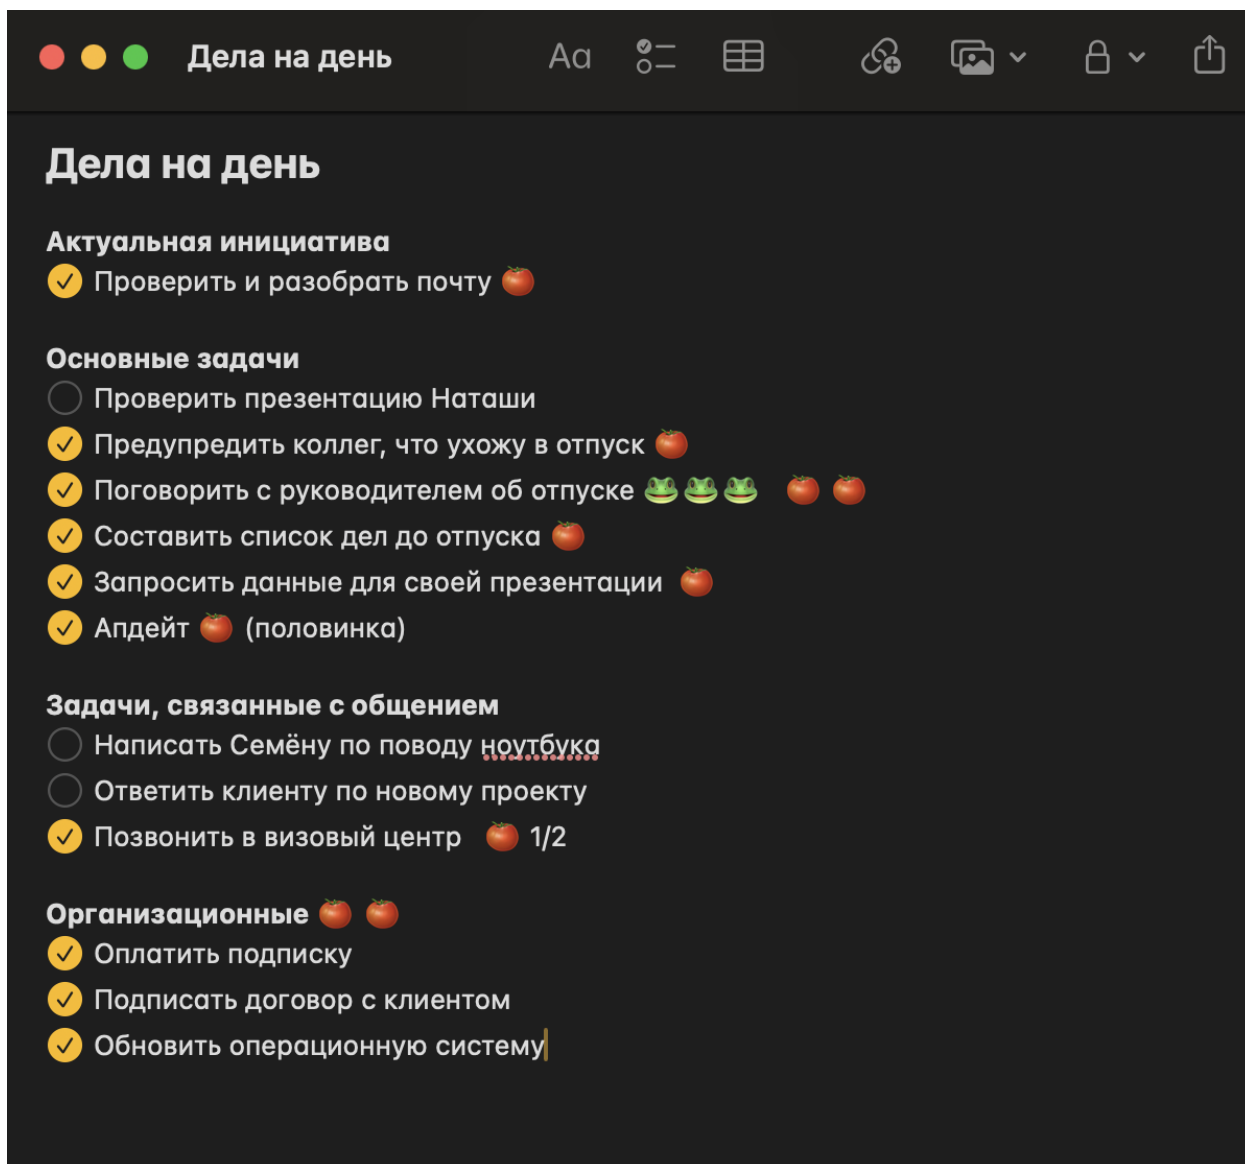 Дела на день
Aa
Дела на день
Актуальная инициатива
Проверить и разобрать почту 🍅
Основные задачи
Проверить презентацию Наташи
Предупредить коллег, что ухожу в отпуск 🍅
Поговорить с руководителем об отпуске 🐸🐸🐸 🍅 🍅
Составить список дел до отпуска 🍅
Запросить данные для своей презентации 🍅
Апдейт 🍅 (половинка)
Задачи, связанные с общением
Написать Семёну по поводу ноутбука
Ответить клиенту по новому проекту
Позвонить в визовый центр 🍅 1/2
Организационные 🍅 🍅
Оплатить подписку
Подписать договор с клиентом
Обновить операционную систему